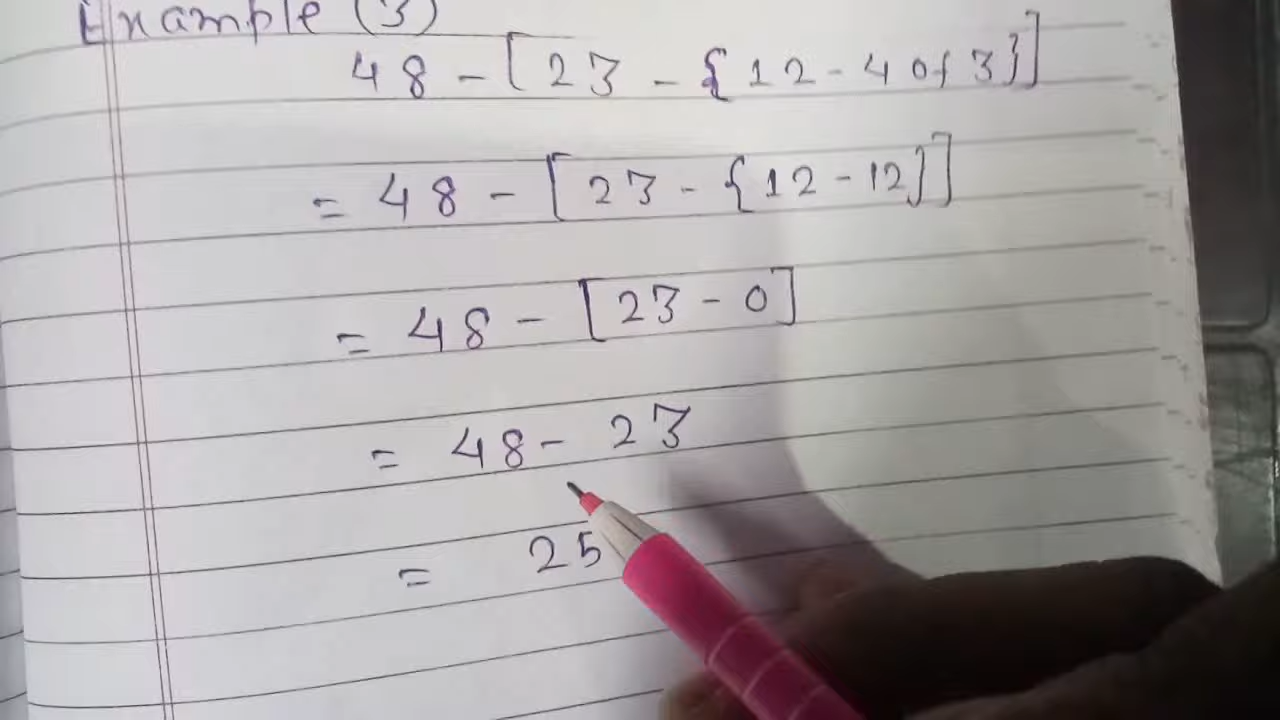 Example (3)
48 - [23 - {12 - 4 of 3}]
= 48 - [23 - {12 - 12}]
= 48 - [23 - 0]
= 48 - 23
= 25